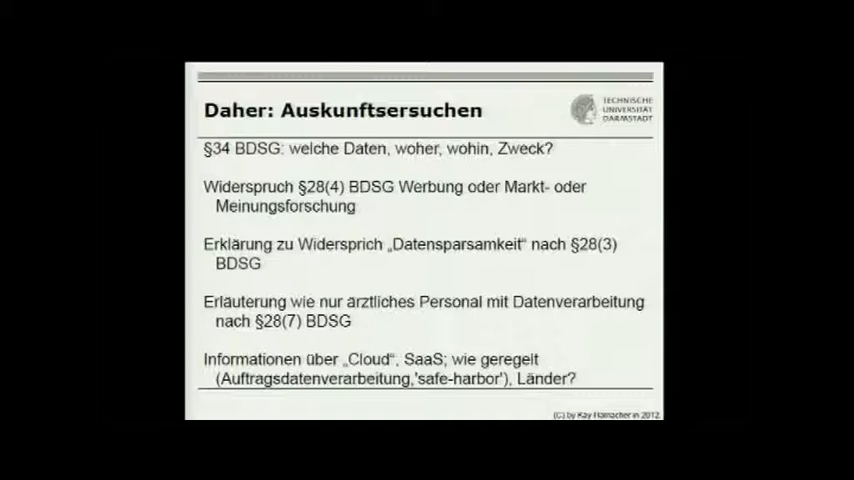 Daher: Auskunftsersuchen
TECHNISCHE
UNIVERSITÄT
DARMSTADT
§34 BDSG: welche Daten, woher, wohin, Zweck?
Widerspruch §28(4) BDSG Werbung oder Markt- oder
Meinungsforschung
Erklärung zu Widersprich „Datensparsamkeit“ nach §28(3)
BDSG
Erläuterung wie nur ärztliches Personal mit Datenverarbeitung
nach §28(7) BDSG
Informationen über „Cloud“, SaaS; wie geregelt
(Auftragsdatenverarbeitung,'safe-harbor'), Länder?
(C) by Kay Hamacher in 2012